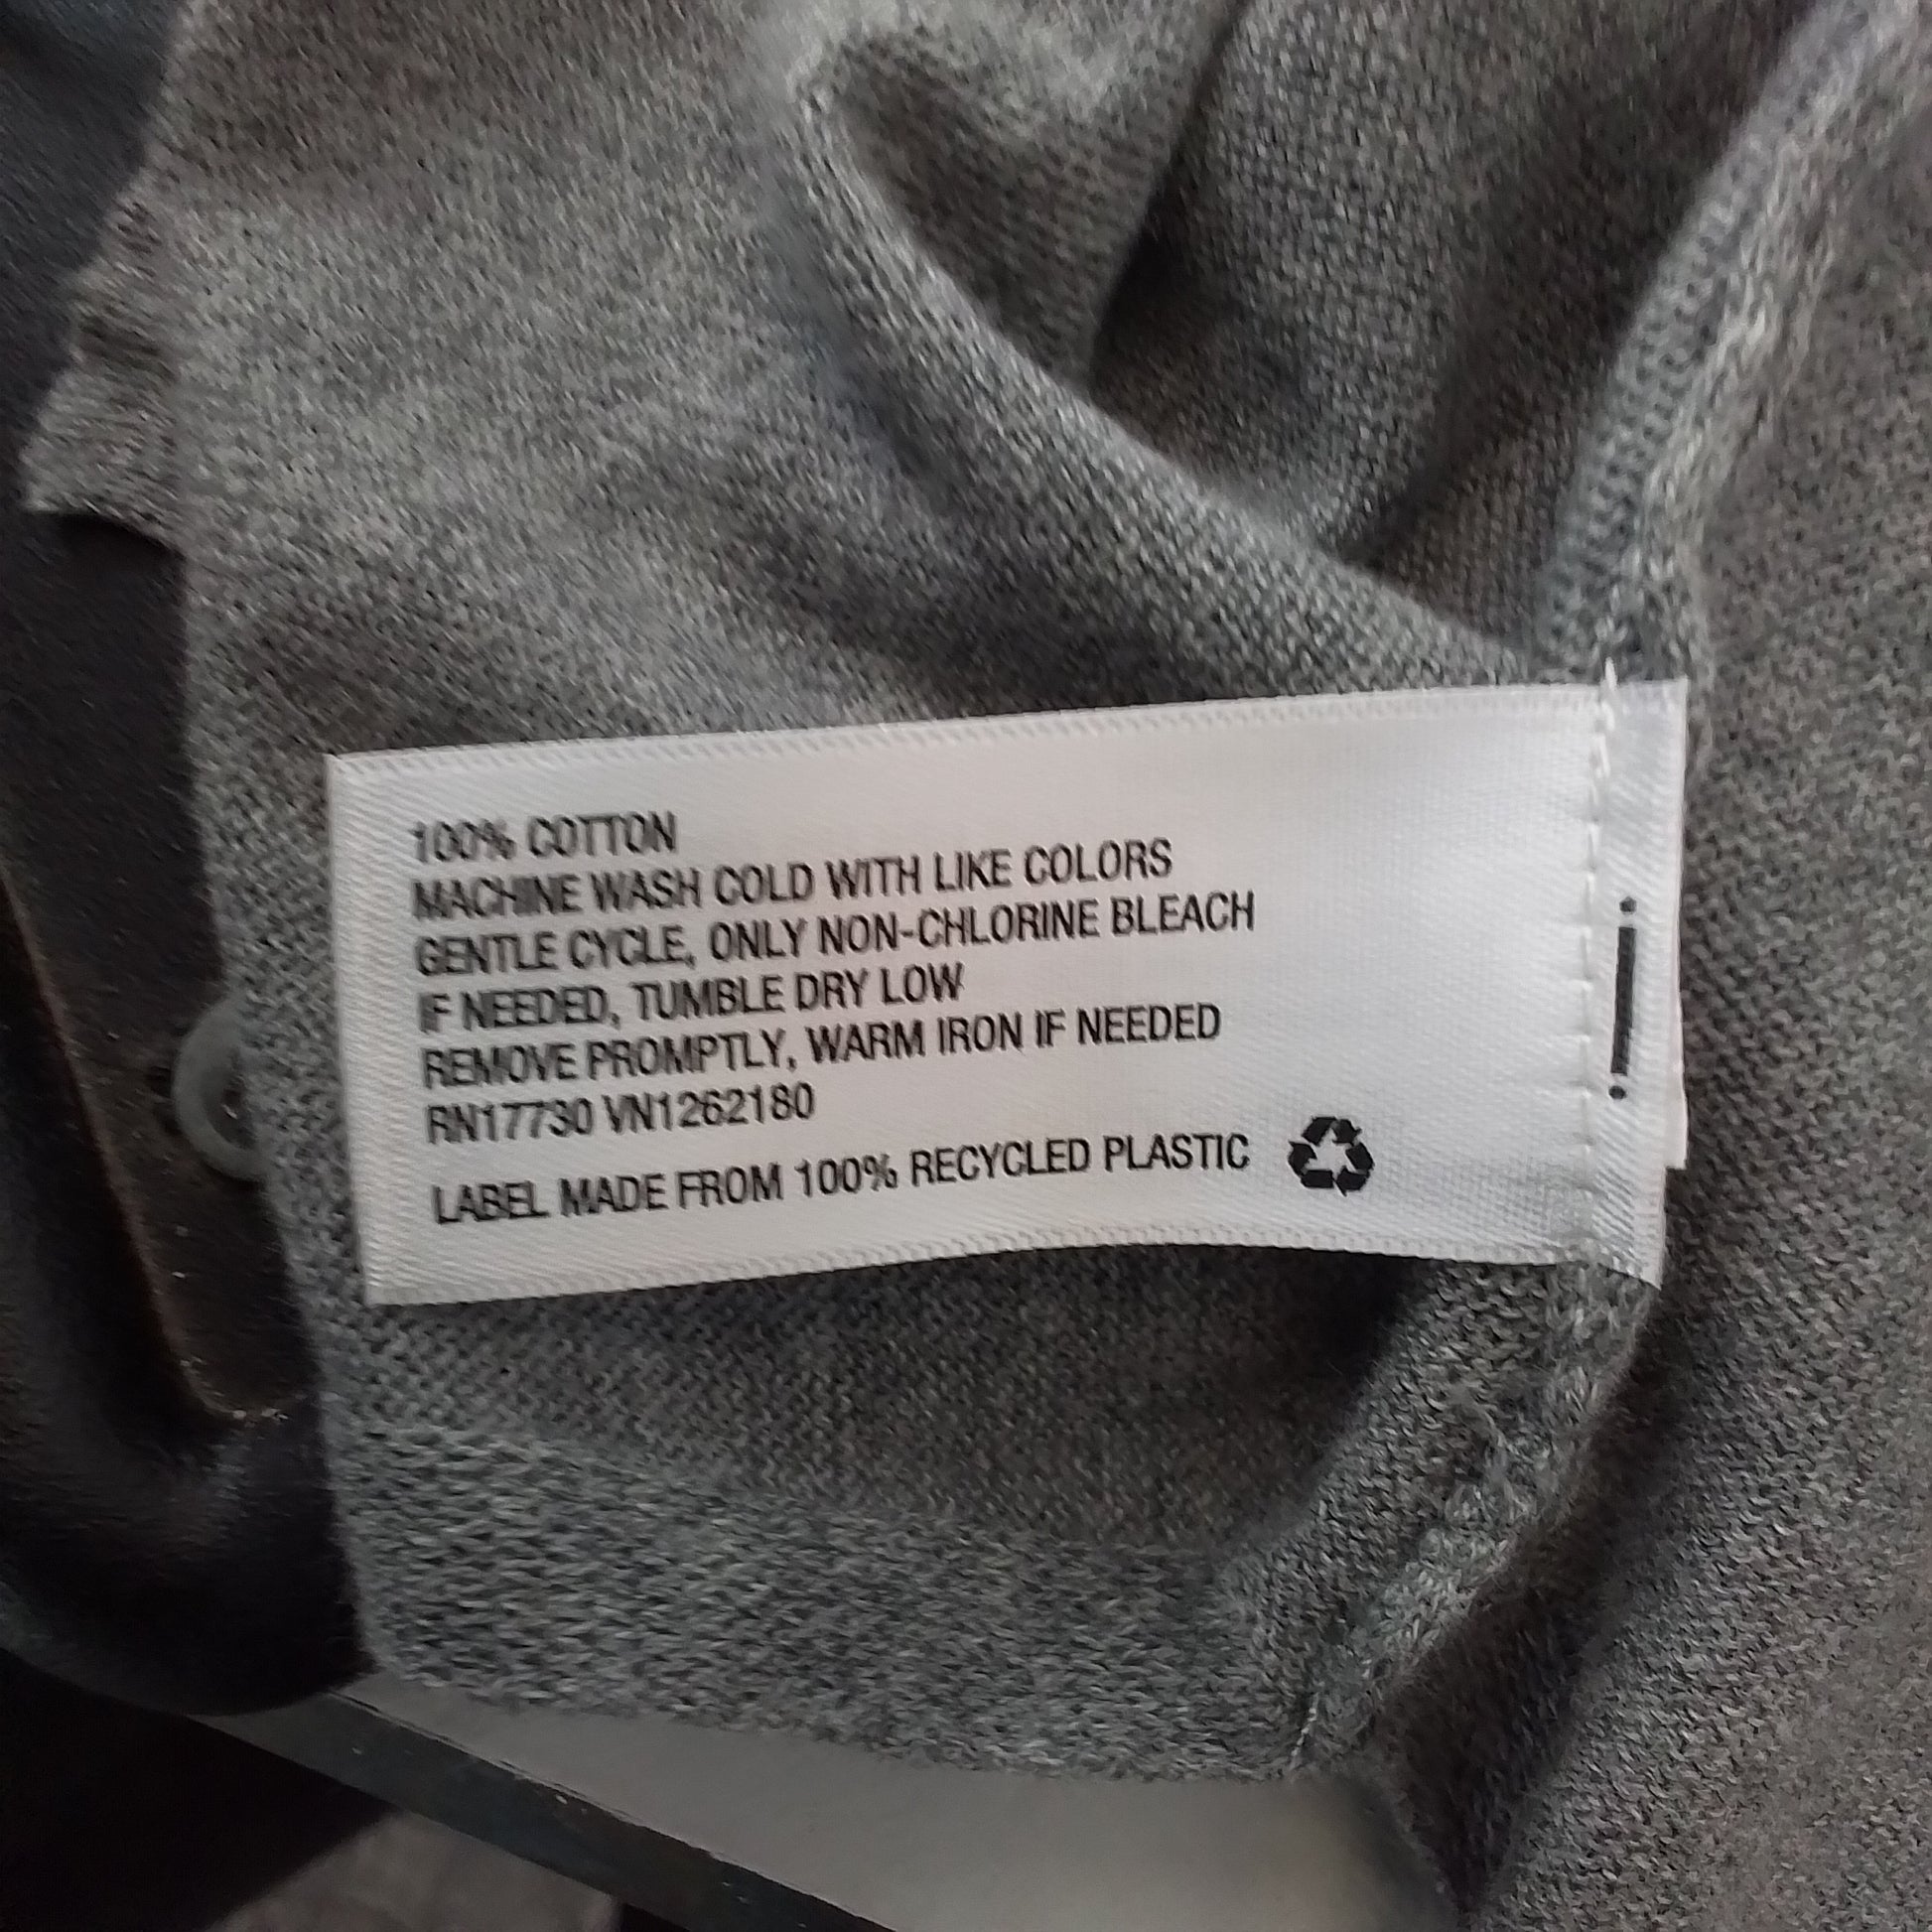 100% COTTON
MACHINE WASH COLD WITH LIKE COLORS
GENTLE CYCLE, ONLY NON-CHLORINE BLEACH
IF NEEDED, TUMBLE DRY LOW
REMOVE PROMPTLY, WARM IRON IF NEEDED
RN17730 VN1262180
LABEL MADE FROM 100% RECYCLED PLASTIC